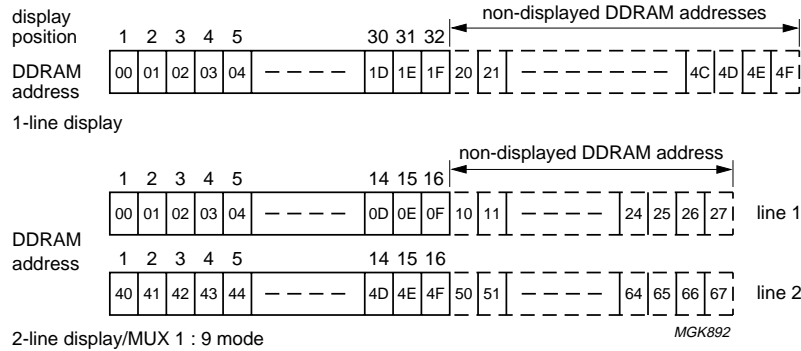 display position 1 2 3 4 5 30 31 32 non-displayed DDRAM addresses
DDRAM address 00 01 02 03 04 1D 1E 1F 20 21 4C 4D 4E 4F
1-line display
non-displayed DDRAM address
1 2 3 4 5 14 15 16
00 01 02 03 04 0D 0E 0F 10 11 24 25 26 27 line 1
DDRAM address
1 2 3 4 5 14 15 16
40 41 42 43 44 4D 4E 4F 50 51 64 65 66 67 line 2
2-line display/MUX 1 : 9 mode MGK892